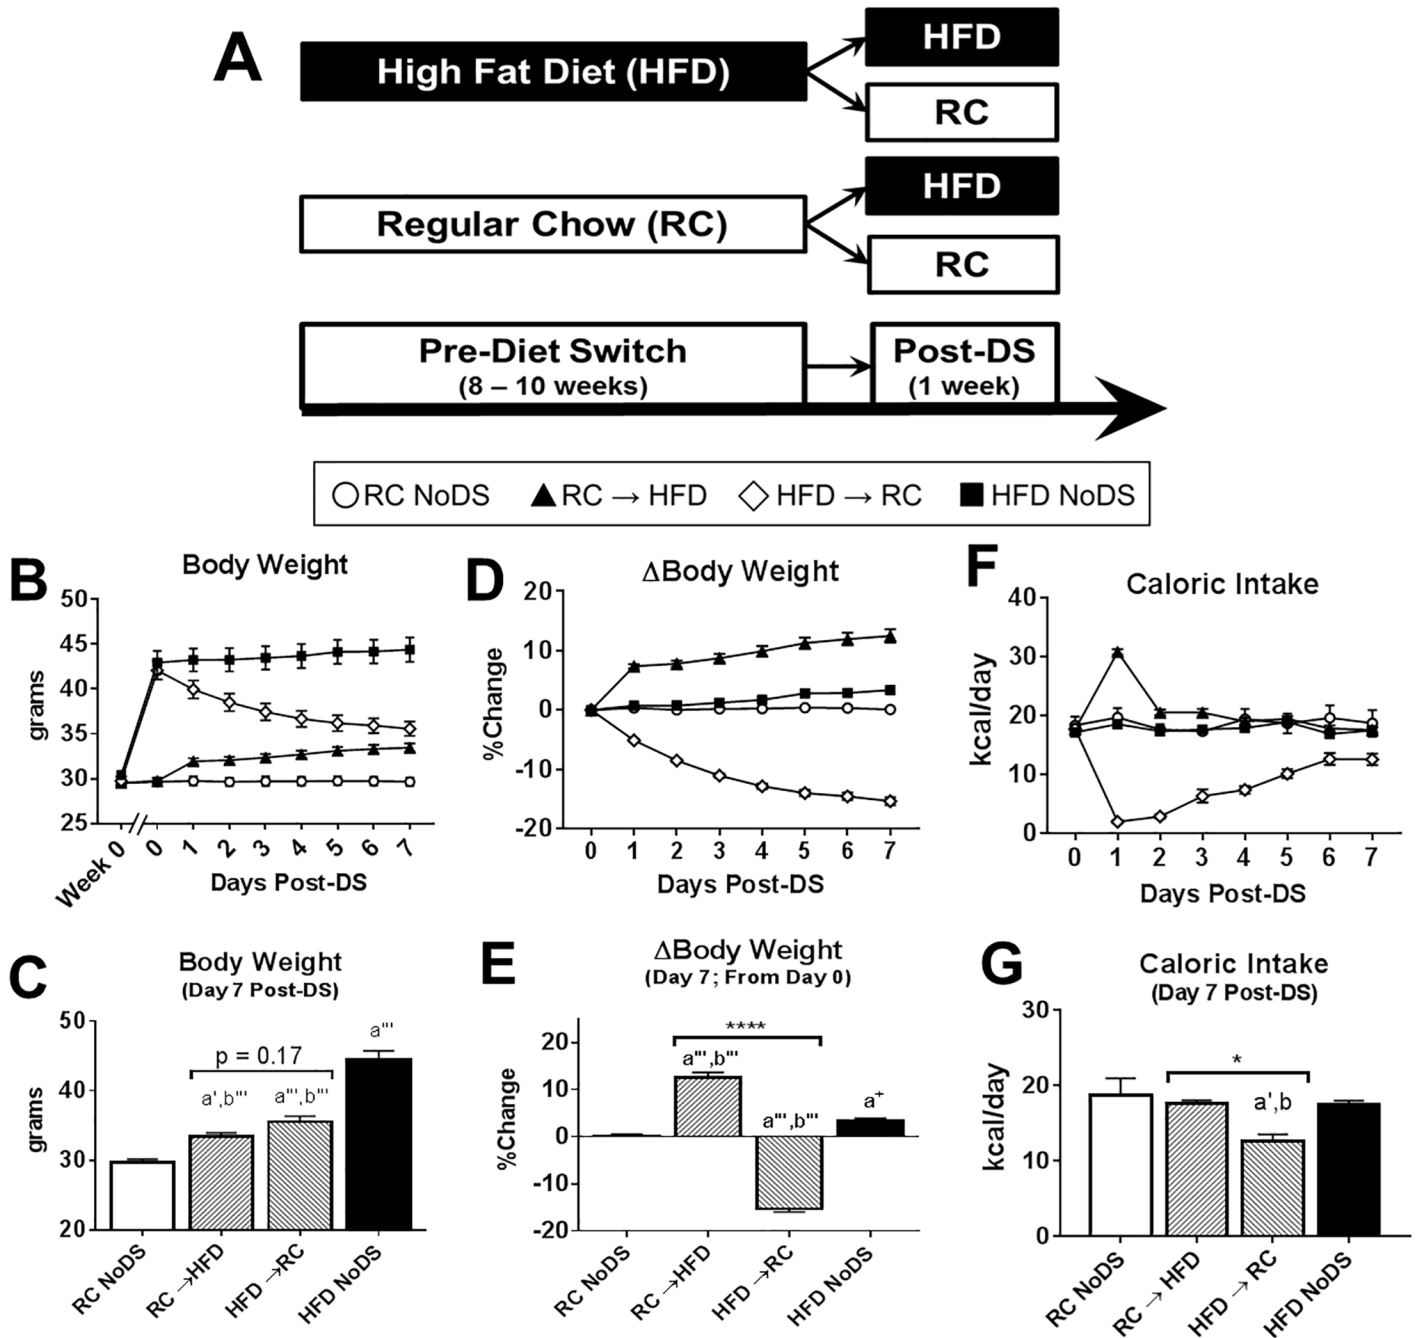 A
High Fat Diet (HFD)
HFD
RC
Regular Chow (RC)
HFD
RC
Pre-Diet Switch
(8 – 10 weeks)
Post-DS
(1 week)
RC NoDS
RC → HFD
HFD → RC
HFD NoDS
B
Body Weight
grams
50
45
40
35
30
25
Week 0
0
1
2
3
4
5
6
7
Days Post-DS
D
ΔBody Weight
%Change
20
10
0
-10
-20
0
1
2
3
4
5
6
7
Days Post-DS
F
Caloric Intake
kcal/day
40
30
20
10
0
0
1
2
3
4
5
6
7
Days Post-DS
C
Body Weight
(Day 7 Post-DS)
grams
50
40
30
20
p = 0.17
a',b'''
a''',b'''
a'''
RC NoDS
RC →HFD
HFD →RC
HFD NoDS
E
ΔBody Weight
(Day 7; From Day 0)
%Change
20
10
0
-10
-20
****
a''',b'''
a''',b'''
a+
RC NoDS
RC →HFD
HFD →RC
HFD NoDS
G
Caloric Intake
(Day 7 Post-DS)
kcal/day
30
20
10
0
*
a',b
RC NoDS
RC → HFD
HFD → RC
HFD NoDS